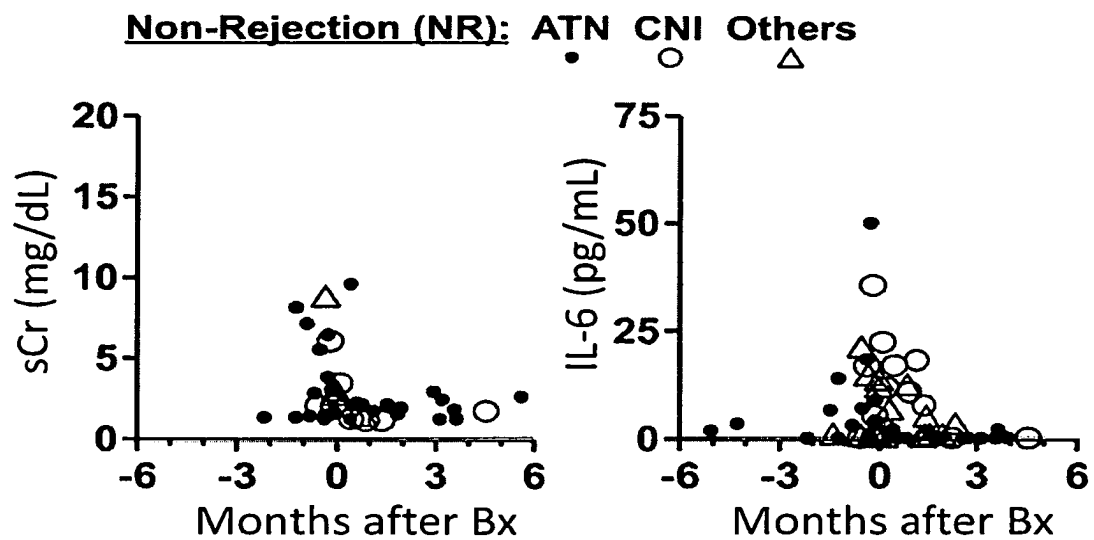 Non-Rejection (NR): ATN CNI Others
20
15
10
5
0
sCr (mg/dL)
-6 -3 0 3 6
Months after Bx
75
50
25
0
IL-6 (pg/mL)
-6 -3 0 3 6
Months after Bx